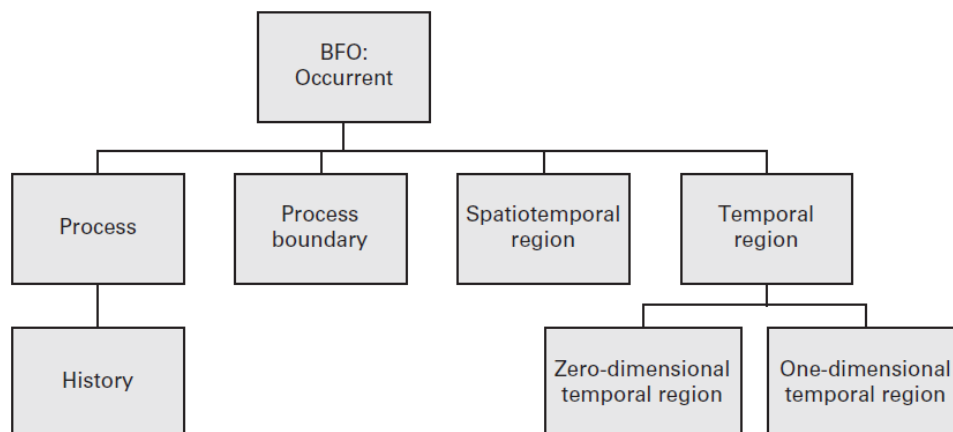 BFO:
Occurrent
Process
Process
boundary
Spatiotemporal
region
Temporal
region
History
Zero-dimensional
temporal region
One-dimensional
temporal region